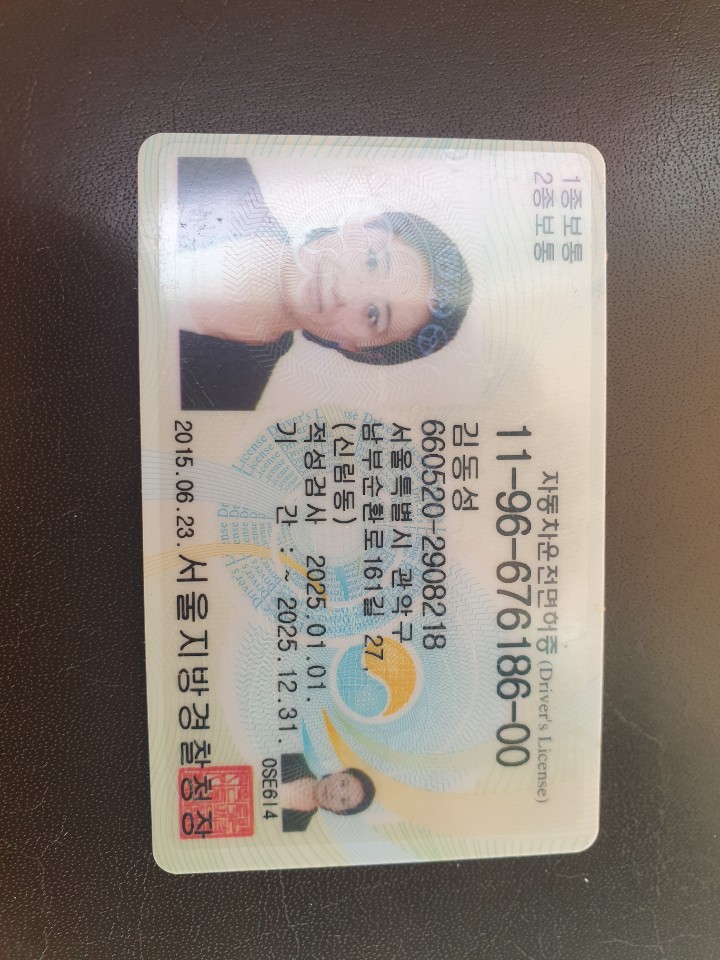 1종보통
2종보통
자동차운전면허증 (Driver's License)
11-96-676186-00
김동성
660520-2908218
서울특별시 관악구
남부순환로161길 27,
(신림동)
적성검사 2025.01.01.
기 간 : ~ 2025.12.31.
0SE6I4
2015.06.23. 서울지방경찰청장